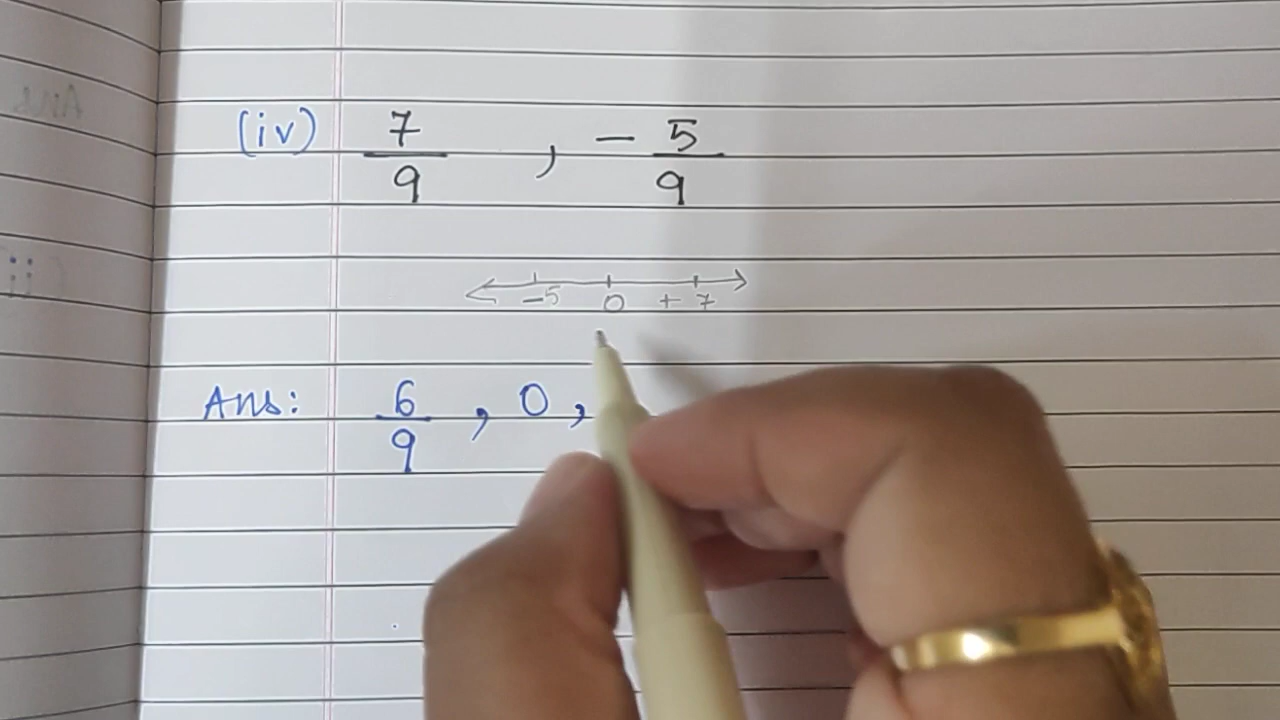 (iv) 7/9 , - 5/9
-5 0 +7
Ans: 6/9 , 0 ,